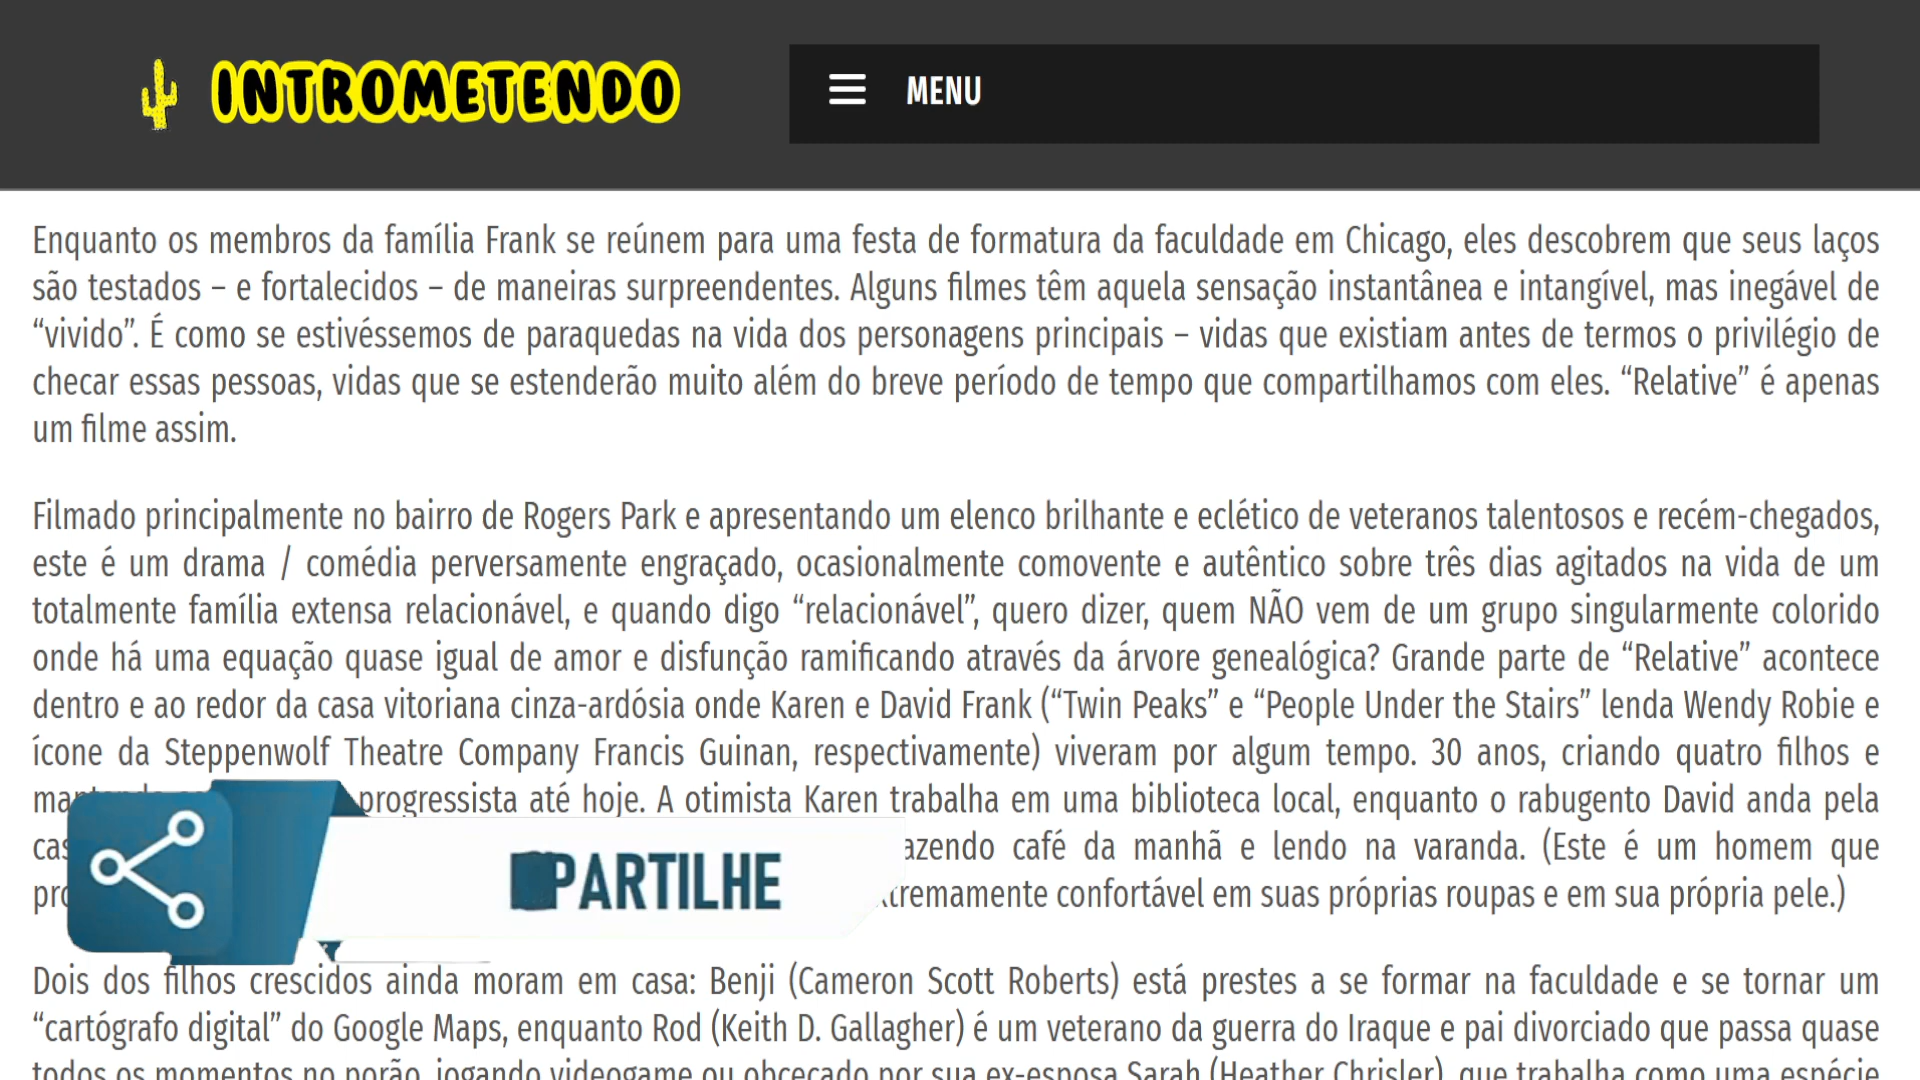 INTROMETENDO
MENU
Enquanto os membros da família Frank se reúnem para uma festa de formatura da faculdade em Chicago, eles descobrem que seus laços
são testados – e fortalecidos – de maneiras surpreendentes. Alguns filmes têm aquela sensação instantânea e intangível, mas inegável de
“vivido”. É como se estivéssemos de paraquedas na vida dos personagens principais – vidas que existiam antes de termos o privilégio de
checar essas pessoas, vidas que se estenderão muito além do breve período de tempo que compartilhamos com eles. “Relative” é apenas
um filme assim.
Filmado principalmente no bairro de Rogers Park e apresentando um elenco brilhante e eclético de veteranos talentosos e recém-chegados,
este é um drama / comédia perversamente engraçado, ocasionalmente comovente e autêntico sobre três dias agitados na vida de um
totalmente família extensa relacionável, e quando digo “relacionável”, quero dizer, quem NÃO vem de um grupo singularmente colorido
onde há uma equação quase igual de amor e disfunção ramificando através da árvore genealógica? Grande parte de “Relative” acontece
dentro e ao redor da casa vitoriana cinza-ardósia onde Karen e David Frank (“Twin Peaks” e “People Under the Stairs” lenda Wendy Robie e
ícone da Steppenwolf Theatre Company Francis Guinan, respectivamente) viveram por algum tempo. 30 anos, criando quatro filhos e
progressista até hoje. A otimista Karen trabalha em uma biblioteca local, enquanto o rabugento David anda pela
café da manhã e lendo na varanda. (Este é um homem que
confortável em suas próprias roupas e em sua própria pele.)
PARTILHE
Dois dos filhos crescidos ainda moram em casa: Benji (Cameron Scott Roberts) está prestes a se formar na faculdade e se tornar um
“cartógrafo digital” do Google Maps, enquanto Rod (Keith D. Gallagher) é um veterano da guerra do Iraque e pai divorciado que passa quase
todos os momentos no porão, jogando videogame ou obcecado por sua ex-esposa Sarah (Heather Chrisler), que trabalha como uma espécie